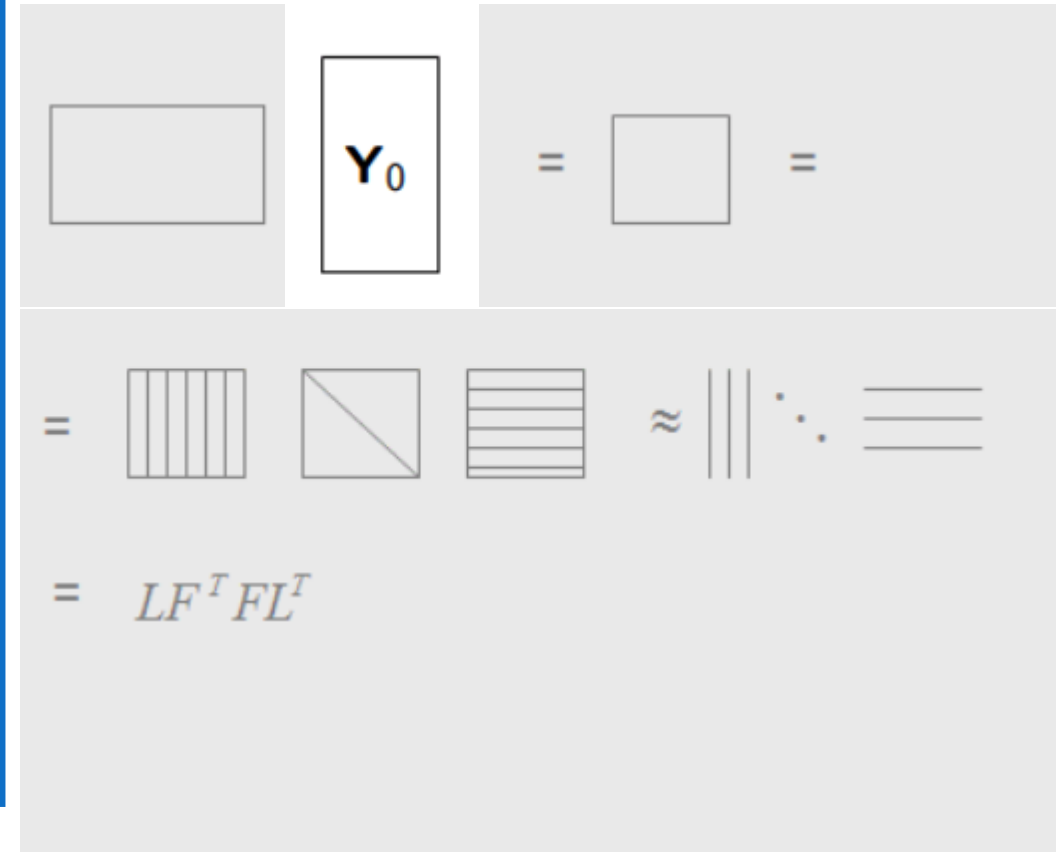 Y₀ = =
= ≈ ⋱
= LFᵀFLᵀ